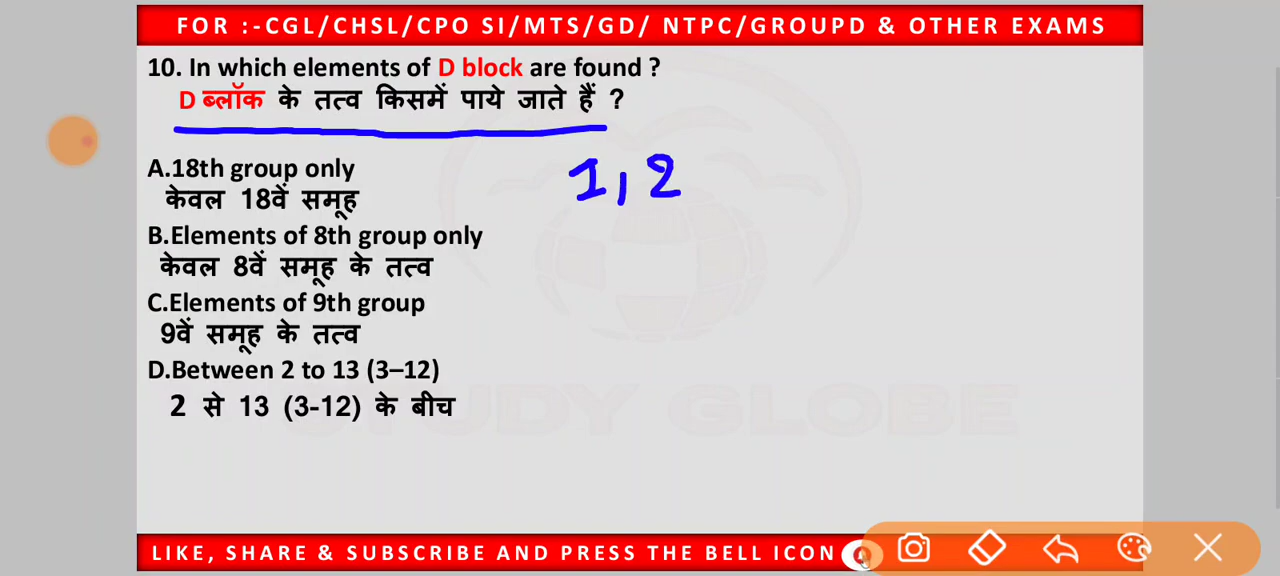 FOR :-CGL/CHSL/CPO SI/MTS/GD/ NTPC/GROUPD & OTHER EXAMS
10. In which elements of D block are found ?
D ब्लॉक के तत्व किसमें पाये जाते हैं ?
1, 2
A.18th group only
केवल 18वें समूह
B.Elements of 8th group only
केवल 8वें समूह के तत्व
C.Elements of 9th group
9वें समूह के तत्व
D.Between 2 to 13 (3–12)
2 से 13 (3-12) के बीच
STUDY GLOBE
LIKE, SHARE & SUBSCRIBE AND PRESS THE BELL ICON